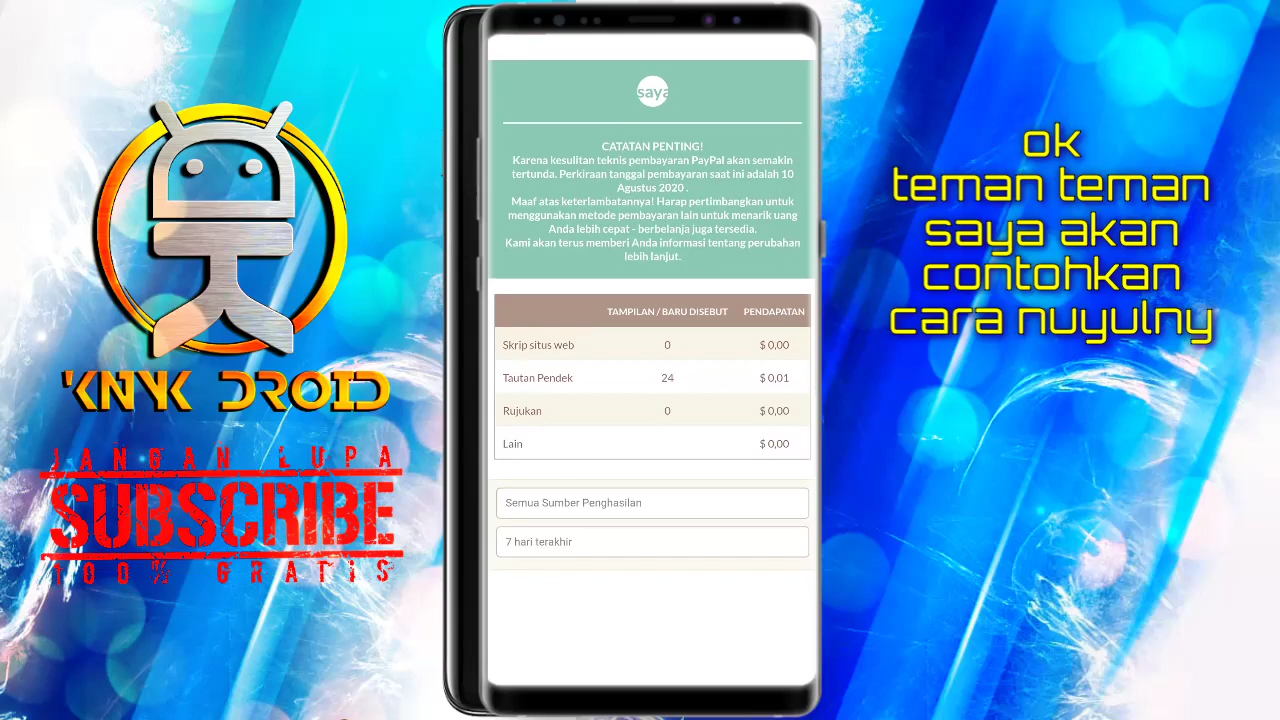 KNYK DROID
JANGAN LUPA
SUBSCRIBE
100% GRATIS
saya
CATATAN PENTING!
Karena kesulitan teknis pembayaran PayPal akan semakin
tertunda. Perkiraan tanggal pembayaran saat ini adalah 10
Agustus 2020 .
Maaf atas keterlambatannya! Harap pertimbangkan untuk
menggunakan metode pembayaran lain untuk menarik uang
Anda lebih cepat - berbelanja juga tersedia.
Kami akan terus memberi Anda informasi tentang perubahan
lebih lanjut.
TAMPILAN / BARU DISEBUT PENDAPATAN
Skrip situs web 0 $ 0,00
Tautan Pendek 24 $ 0,01
Rujukan 0 $ 0,00
Lain $ 0,00
Semua Sumber Penghasilan
7 hari terakhir
ok
teman teman
saya akan
contohkan
cara nuyulny